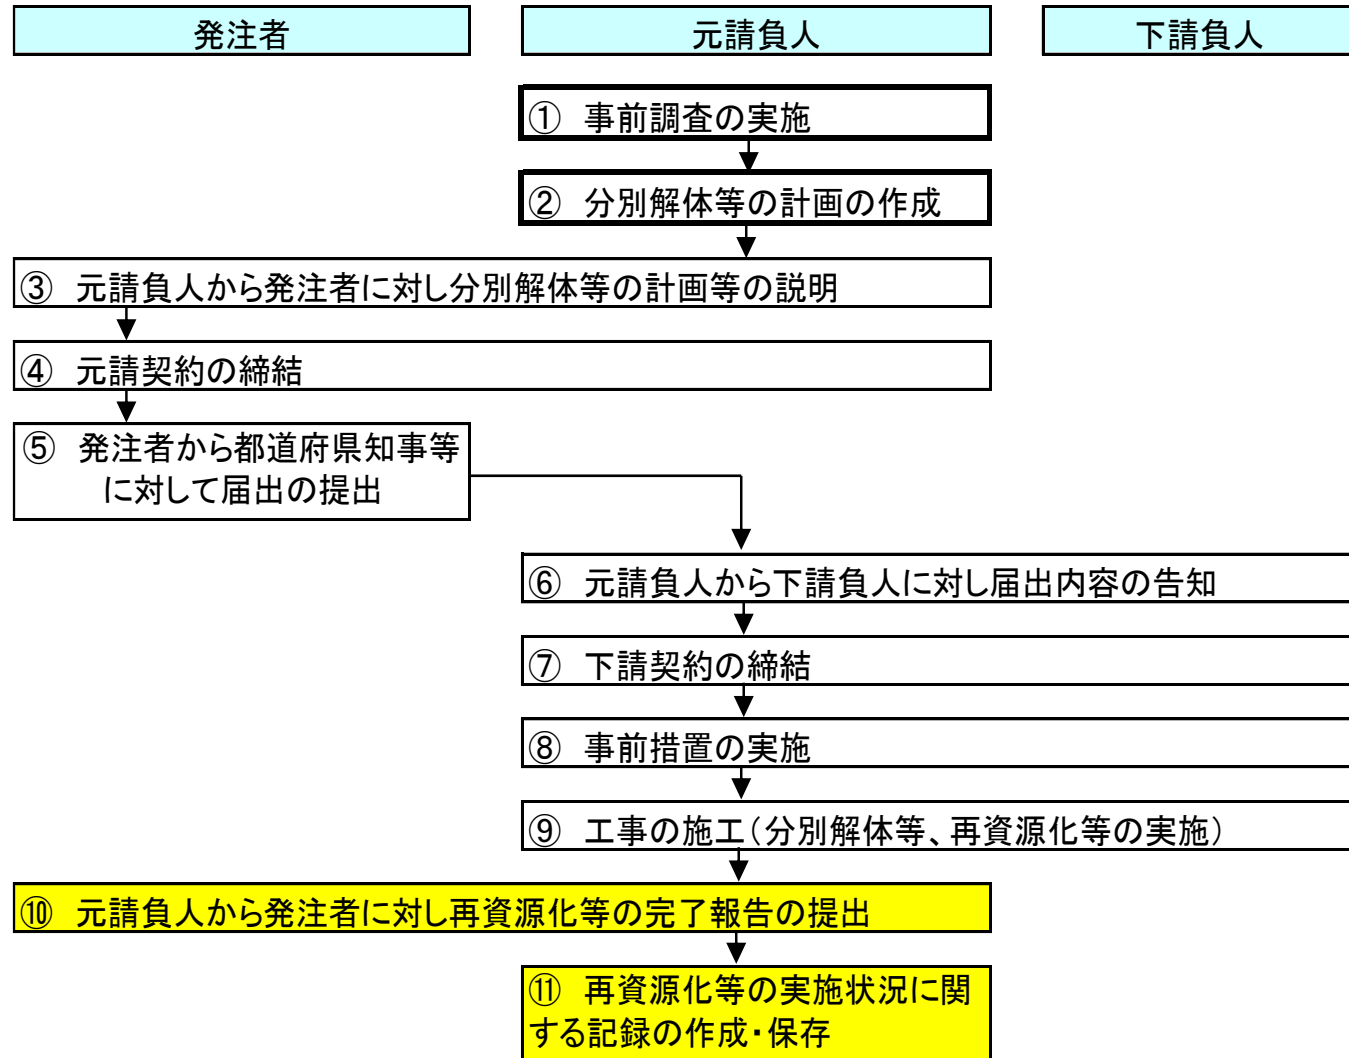 発注者
元請負人
下請負人
① 事前調査の実施
② 分別解体等の計画の作成
③ 元請負人から発注者に対し分別解体等の計画等の説明
④ 元請契約の締結
⑤ 発注者から都道府県知事等
に対して届出の提出
⑥ 元請負人から下請負人に対し届出内容の告知
⑦ 下請契約の締結
⑧ 事前措置の実施
⑨ 工事の施工(分別解体等、再資源化等の実施)
⑩ 元請負人から発注者に対し再資源化等の完了報告の提出
⑪ 再資源化等の実施状況に関
する記録の作成・保存